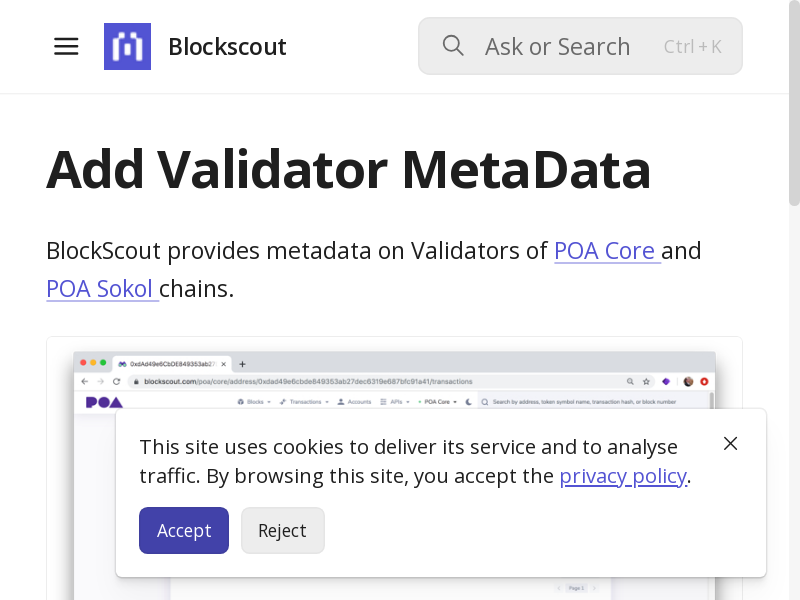 Blockscout
Ask or Search
Ctrl + K
Add Validator MetaData
BlockScout provides metadata on Validators of POA Core and
POA Sokol chains.
blockscout.com/poa/core/address/0xdad49e6cbde849353ab27dec6319e687bfc91a41/transactions
POA
Blocks
Transactions
Accounts
APIs
POA Core
Search by address, token symbol name, transaction hash, or block number
This site uses cookies to deliver its service and to analyse
traffic. By browsing this site, you accept the privacy policy.
Accept
Reject
Page 1